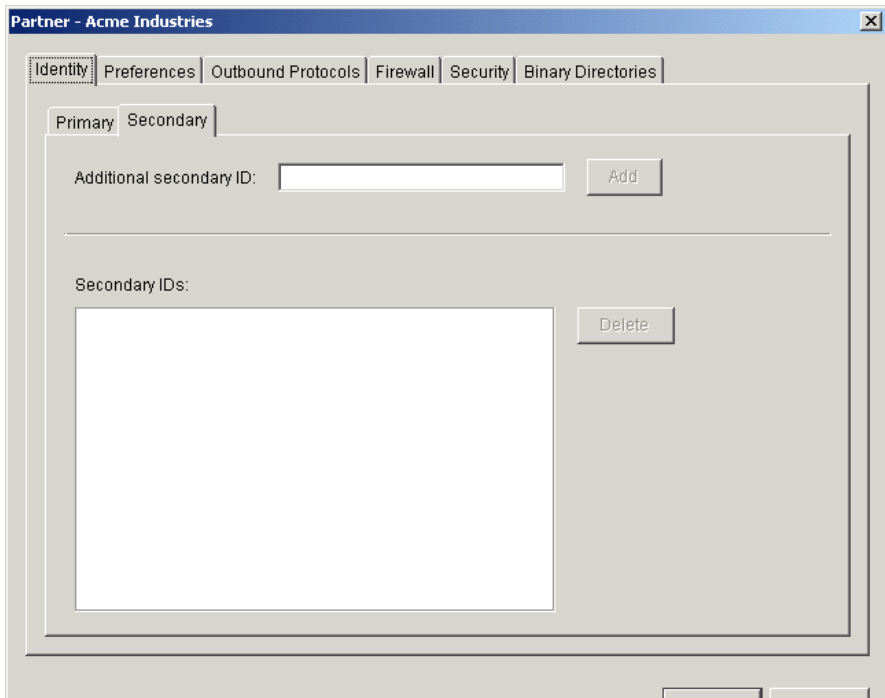 Partner - Acme Industries
Identity Preferences Outbound Protocols Firewall Security Binary Directories
Primary Secondary
Additional secondary ID: Add
Secondary IDs:
Delete